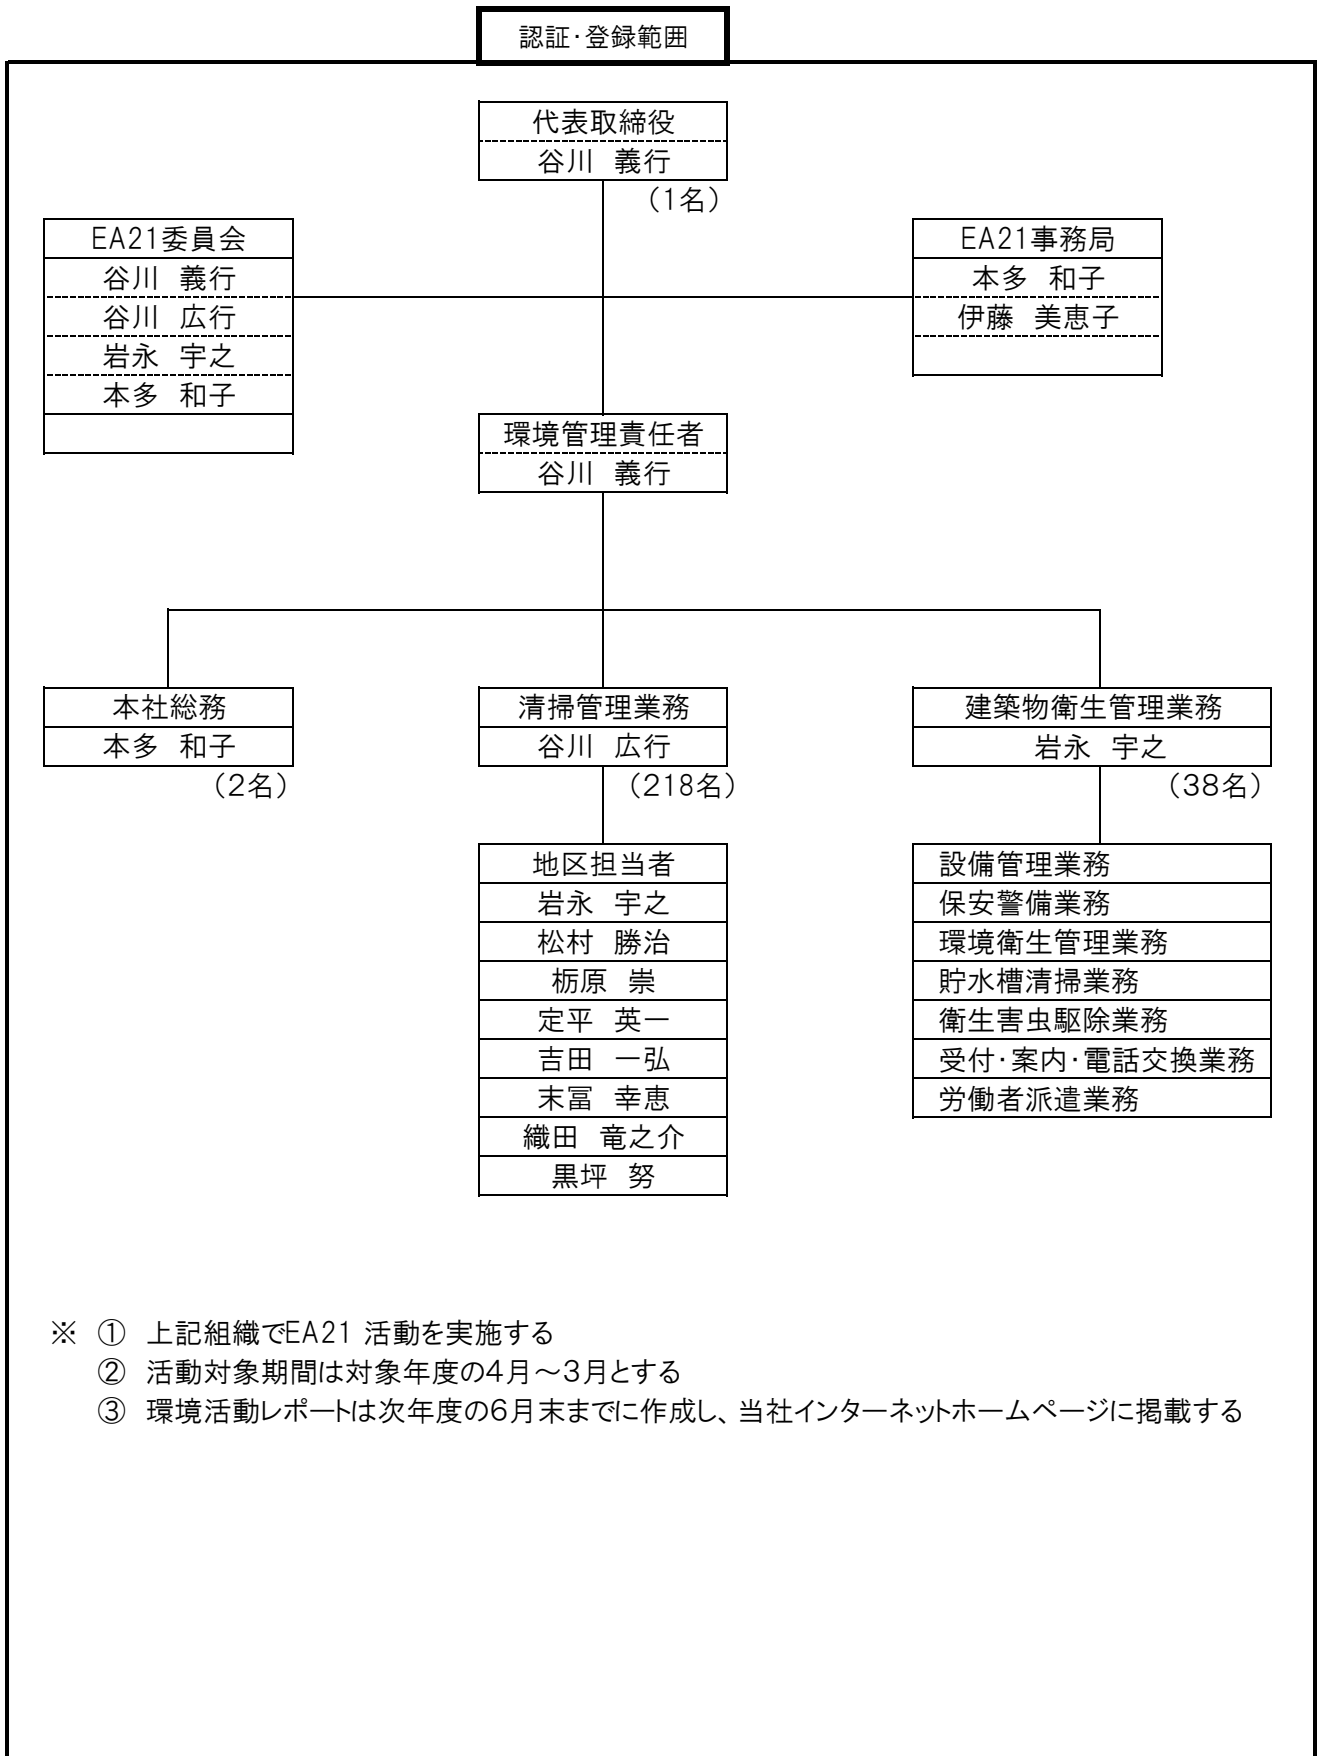 認証･登録範囲
代表取締役
谷川　義行
（1名）
EA21委員会
谷川　義行
谷川　広行
岩永　宇之
本多　和子
EA21事務局
本多　和子
伊藤　美恵子
環境管理責任者
谷川　義行
本社総務
本多　和子
（2名）
清掃管理業務
谷川　広行
（218名）
地区担当者
岩永　宇之
松村　勝治
栃原　崇
定平　英一
吉田　一弘
末冨　幸恵
織田　竜之介
黒坪　努
建築物衛生管理業務
岩永　宇之
（38名）
設備管理業務
保安警備業務
環境衛生管理業務
貯水槽清掃業務
衛生害虫駆除業務
受付･案内･電話交換業務
労働者派遣業務
※　①　上記組織でEA21 活動を実施する
②　活動対象期間は対象年度の4月～3月とする
③　環境活動レポートは次年度の6月末までに作成し、当社インターネットホームページに掲載する